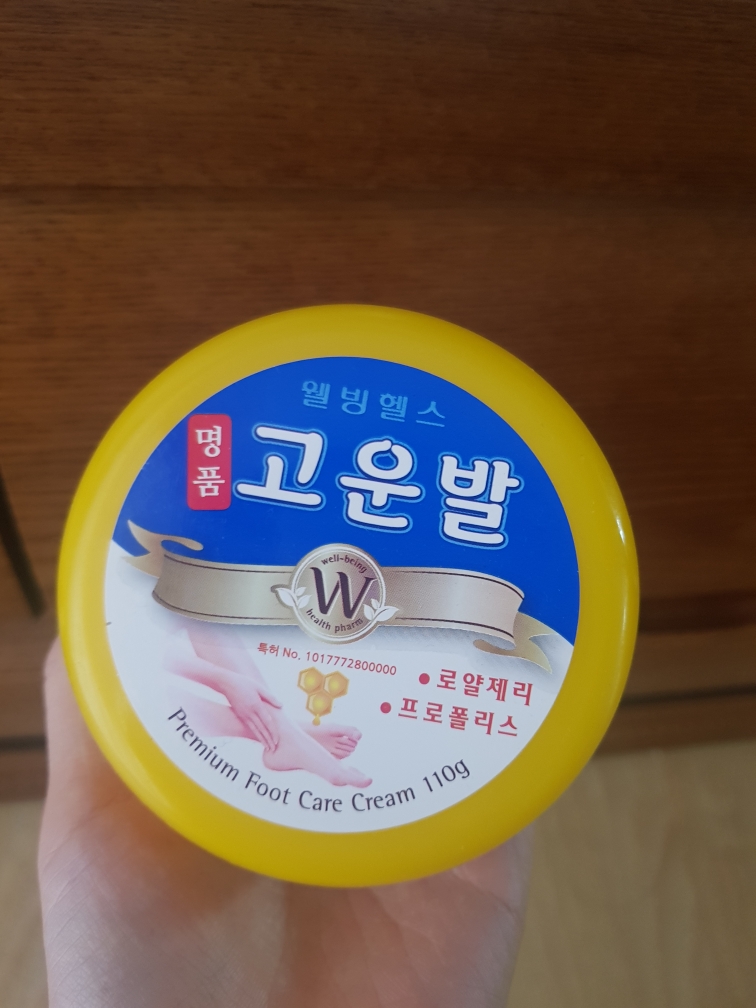 웰빙헬스
명품
고운발
well-being
W
health pharm
특허 No. 1017772800000
• 로얄제리
• 프로폴리스
Premium Foot Care Cream 110g